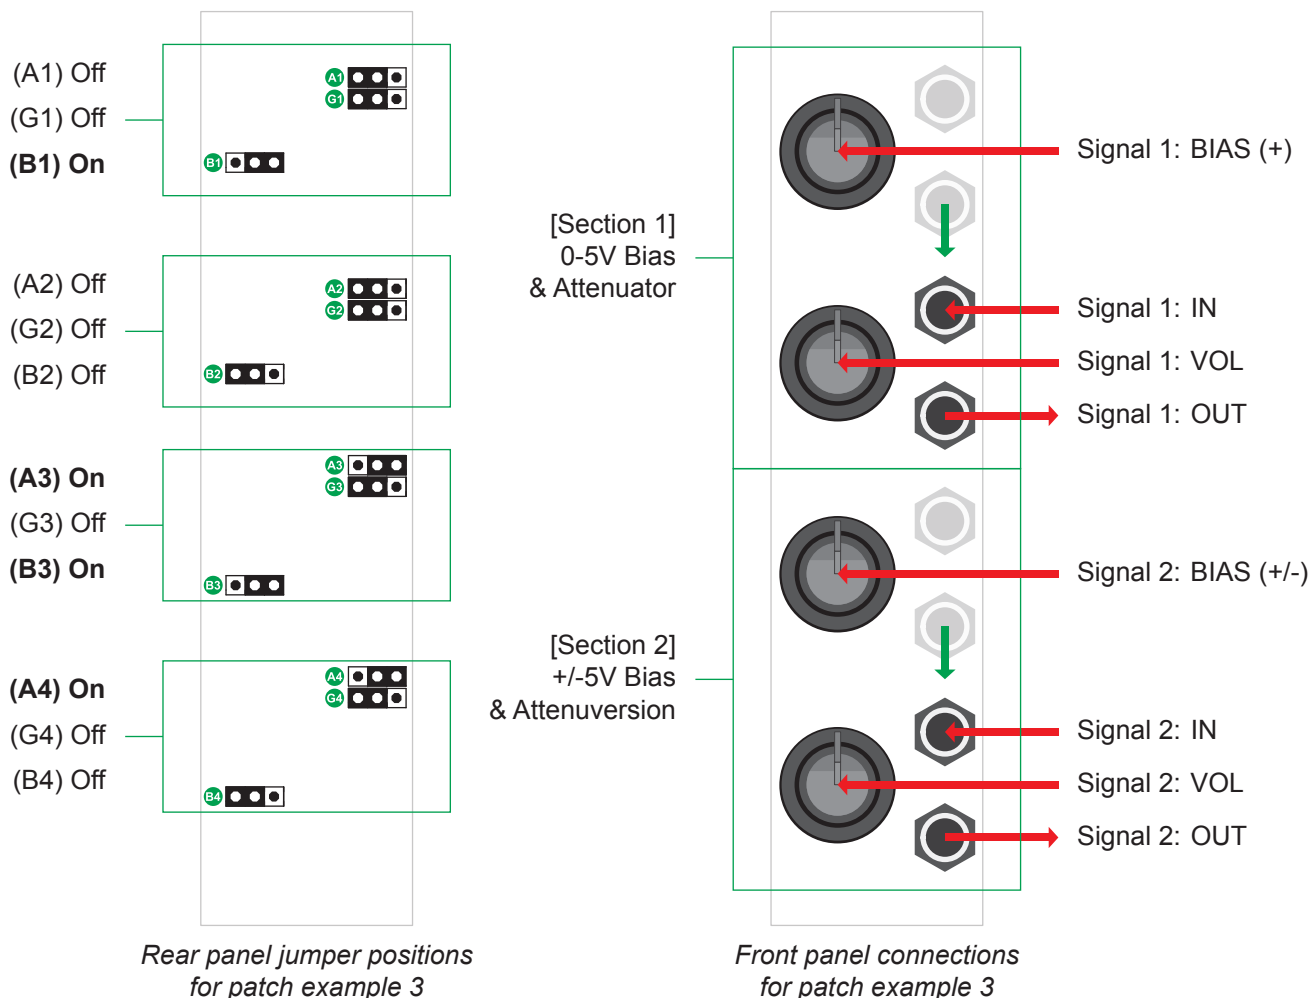 (A1) Off
(G1) Off
(B1) On
A1
G1
B1
(A2) Off
(G2) Off
(B2) Off
A2
G2
B2
(A3) On
(G3) Off
(B3) On
A3
G3
B3
(A4) On
(G4) Off
(B4) Off
A4
G4
B4
Rear panel jumper positions
for patch example 3
[Section 1]
0-5V Bias
& Attenuator
Signal 1: BIAS (+)
Signal 1: IN
Signal 1: VOL
Signal 1: OUT
[Section 2]
+/-5V Bias
& Attenuversion
Signal 2: BIAS (+/-)
Signal 2: IN
Signal 2: VOL
Signal 2: OUT
Front panel connections
for patch example 3